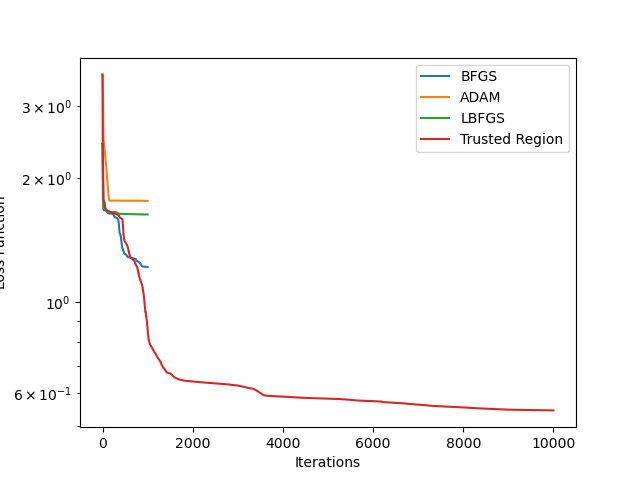 BFGS
ADAM
LBFGS
Trusted Region
3 × 10⁰
2 × 10⁰
10⁰
6 × 10⁻¹
Loss Function
0 2000 4000 6000 8000 10000
Iterations